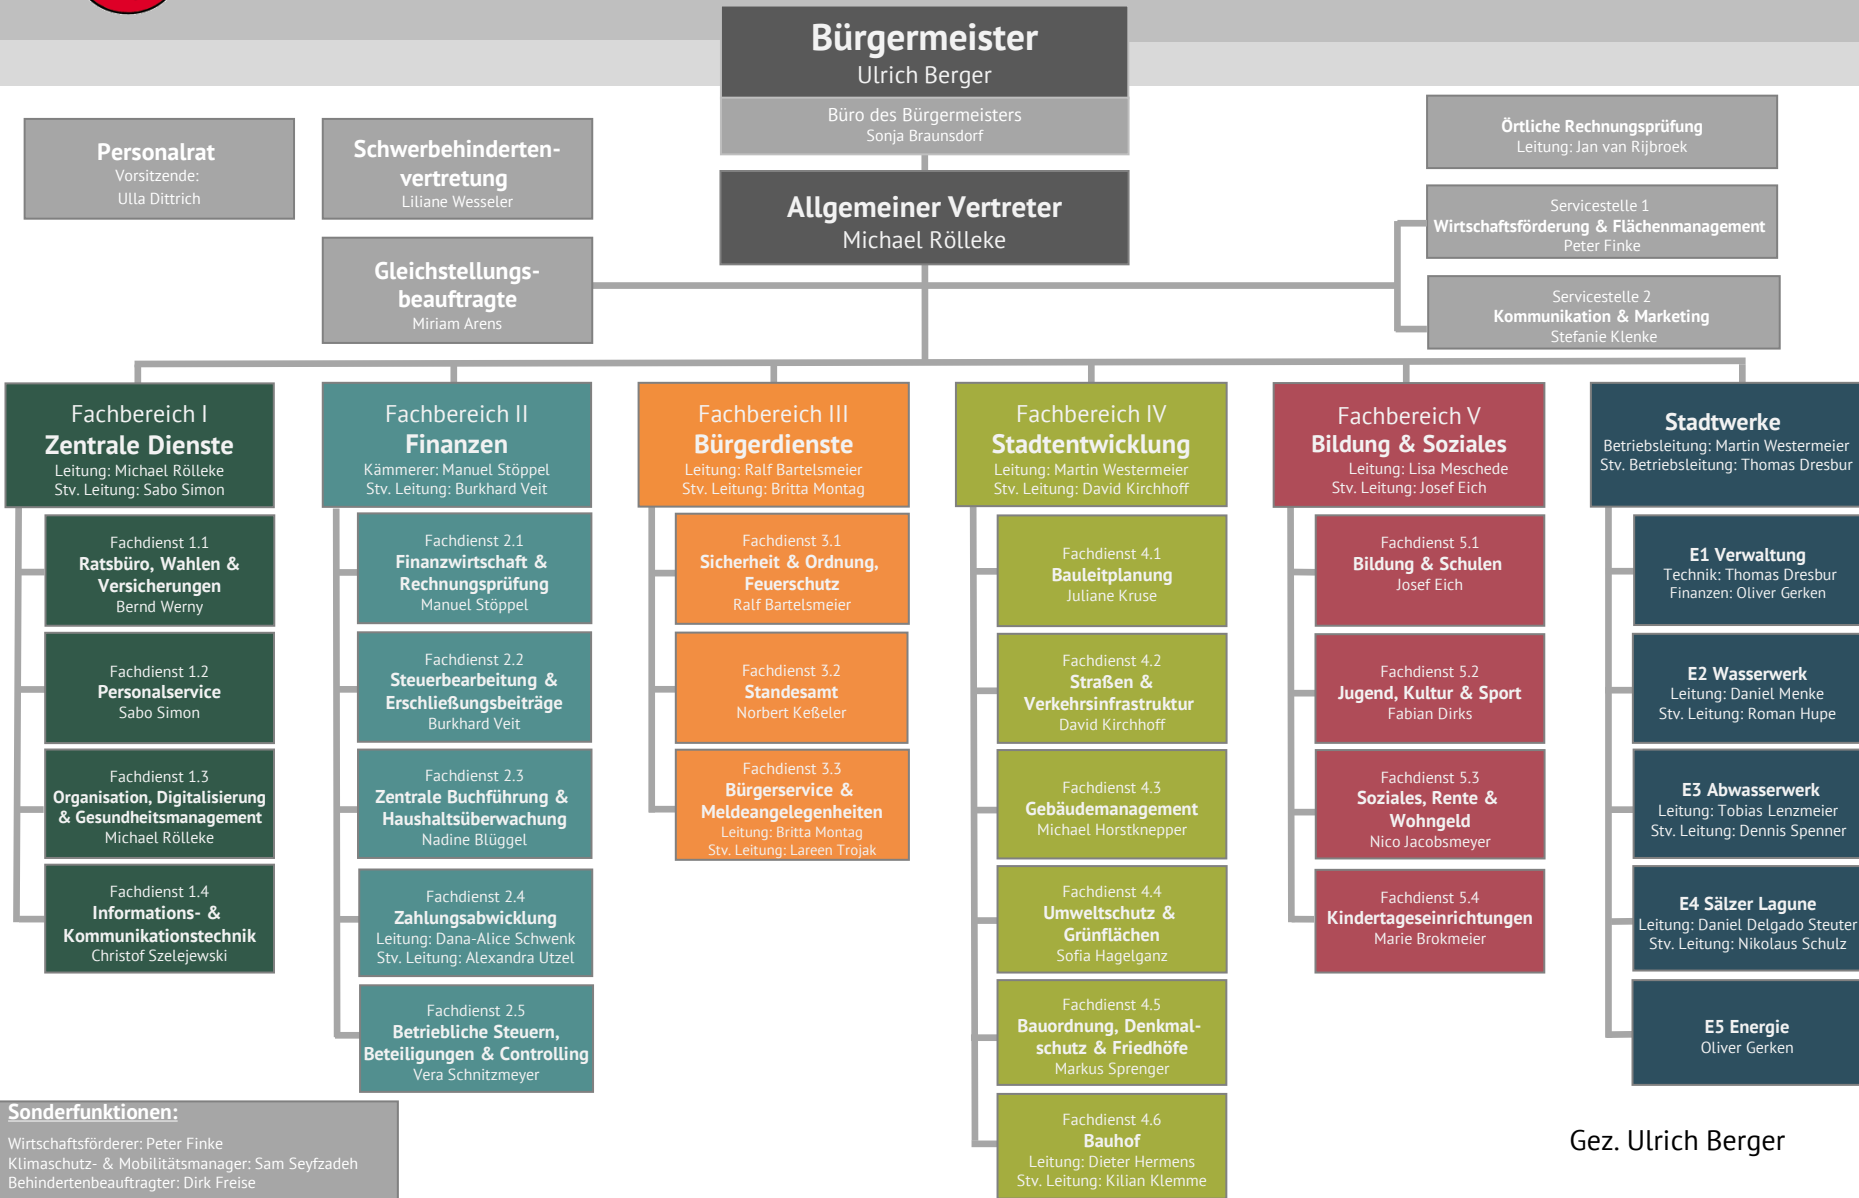 Bürgermeister
Ulrich Berger
Büro des Bürgermeisters
Sonja Braunsdorf
Personalrat
Vorsitzende:
Ulla Dittrich
Schwerbehinderten-
vertretung
Liliane Wesseler
Allgemeiner Vertreter
Michael Rölleke
Gleichstellungs-
beauftragte
Miriam Arens
Örtliche Rechnungsprüfung
Leitung: Jan van Rijbroek
Servicestelle 1
Wirtschaftsförderung & Flächenmanagement
Peter Finke
Servicestelle 2
Kommunikation & Marketing
Stefanie Klenke
Fachbereich I
Zentrale Dienste
Leitung: Michael Rölleke
Stv. Leitung: Sabo Simon
Fachdienst 1.1
Ratsbüro, Wahlen &
Versicherungen
Bernd Werny
Fachdienst 1.2
Personalservice
Sabo Simon
Fachdienst 1.3
Organisation, Digitalisierung
& Gesundheitsmanagement
Michael Rölleke
Fachdienst 1.4
Informations- &
Kommunikationstechnik
Christof Szelejewski
Fachbereich II
Finanzen
Kämmerer: Manuel Stöppel
Stv. Leitung: Burkhard Veit
Fachdienst 2.1
Finanzwirtschaft &
Rechnungsprüfung
Manuel Stöppel
Fachdienst 2.2
Steuerbearbeitung &
Erschließungsbeiträge
Burkhard Veit
Fachdienst 2.3
Zentrale Buchführung &
Haushaltsüberwachung
Nadine Blüggel
Fachdienst 2.4
Zahlungsabwicklung
Leitung: Dana-Alice Schwenk
Stv. Leitung: Alexandra Utzel
Fachdienst 2.5
Betriebliche Steuern,
Beteiligungen & Controlling
Vera Schnitzmeyer
Fachbereich III
Bürgerdienste
Leitung: Ralf Bartelsmeier
Stv. Leitung: Britta Montag
Fachdienst 3.1
Sicherheit & Ordnung,
Feuerschutz
Ralf Bartelsmeier
Fachdienst 3.2
Standesamt
Norbert Keßeler
Fachdienst 3.3
Bürgerservice &
Meldeangelegenheiten
Leitung: Britta Montag
Stv. Leitung: Lareen Trojak
Fachbereich IV
Stadtentwicklung
Leitung: Martin Westermeier
Stv. Leitung: David Kirchhoff
Fachdienst 4.1
Bauleitplanung
Juliane Kruse
Fachdienst 4.2
Straßen &
Verkehrsinfrastruktur
David Kirchhoff
Fachdienst 4.3
Gebäudemanagement
Michael Horstknepper
Fachdienst 4.4
Umweltschutz &
Grünflächen
Sofia Hagelganz
Fachdienst 4.5
Bauordnung, Denkmal-
schutz & Friedhöfe
Markus Sprenger
Fachdienst 4.6
Bauhof
Leitung: Dieter Hermens
Stv. Leitung: Kilian Klemme
Fachbereich V
Bildung & Soziales
Leitung: Lisa Meschede
Stv. Leitung: Josef Eich
Fachdienst 5.1
Bildung & Schulen
Josef Eich
Fachdienst 5.2
Jugend, Kultur & Sport
Fabian Dirks
Fachdienst 5.3
Soziales, Rente &
Wohngeld
Nico Jacobsmeyer
Fachdienst 5.4
Kindertageseinrichtungen
Marie Brokmeier
Stadtwerke
Betriebsleitung: Martin Westermeier
Stv. Betriebsleitung: Thomas Dresbur
E1 Verwaltung
Technik: Thomas Dresbur
Finanzen: Oliver Gerken
E2 Wasserwerk
Leitung: Daniel Menke
Stv. Leitung: Roman Hupe
E3 Abwasserwerk
Leitung: Tobias Lenzmeier
Stv. Leitung: Dennis Spenner
E4 Sälzer Lagune
Leitung: Daniel Delgado Steuter
Stv. Leitung: Nikolaus Schulz
E5 Energie
Oliver Gerken
Sonderfunktionen:
Wirtschaftsförderer: Peter Finke
Klimaschutz- & Mobilitätsmanager: Sam Seyfzadeh
Behindertenbeauftragter: Dirk Freise
Gez. Ulrich Berger